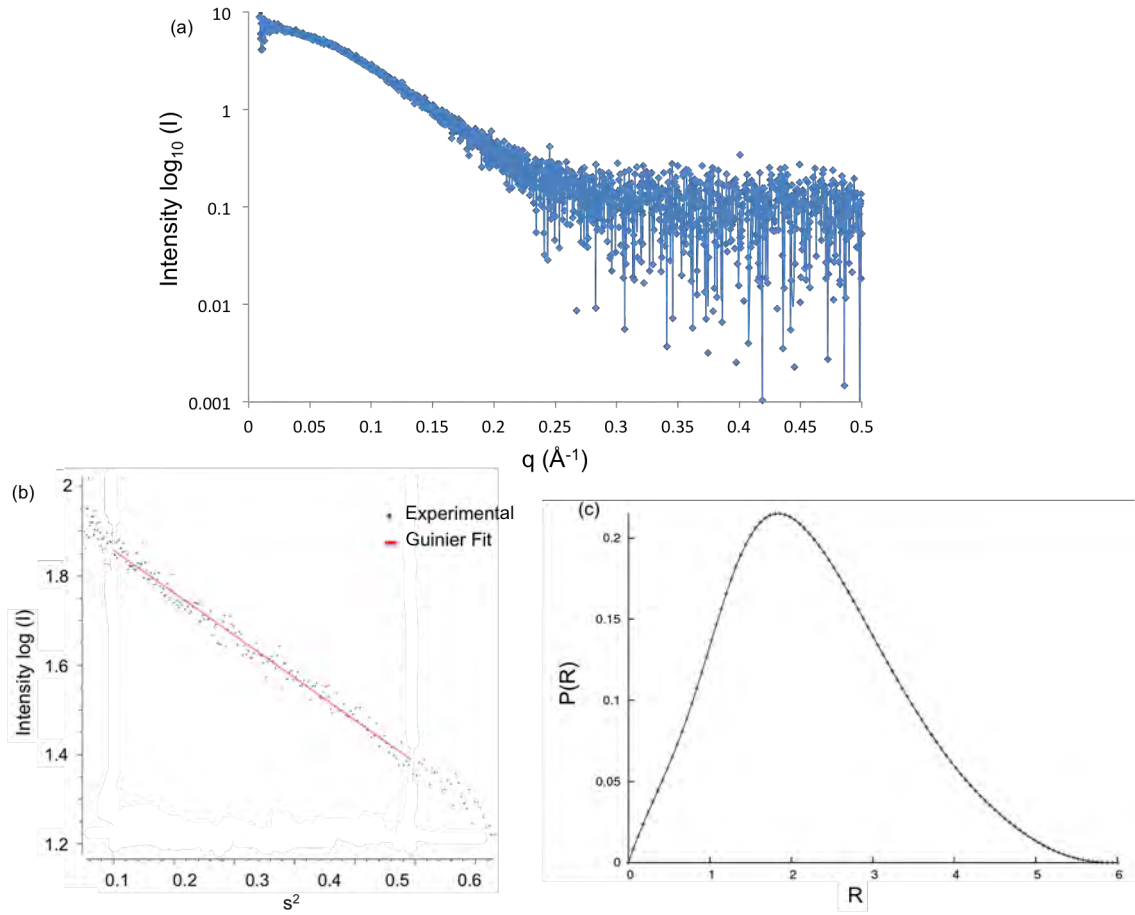 (a)
Intensity log10 (I)
10
1
0.1
0.01
0.001
0 0.05 0.1 0.15 0.2 0.25 0.3 0.35 0.4 0.45 0.5
q (Å-1)
(b)
Intensity log (I)
2
1.8
1.6
1.4
1.2
Experimental
Guinier Fit
0.1 0.2 0.3 0.4 0.5 0.6
s2
(c)
P(R)
0.2
0.15
0.1
0.05
0
0 1 2 3 4 5 6
R